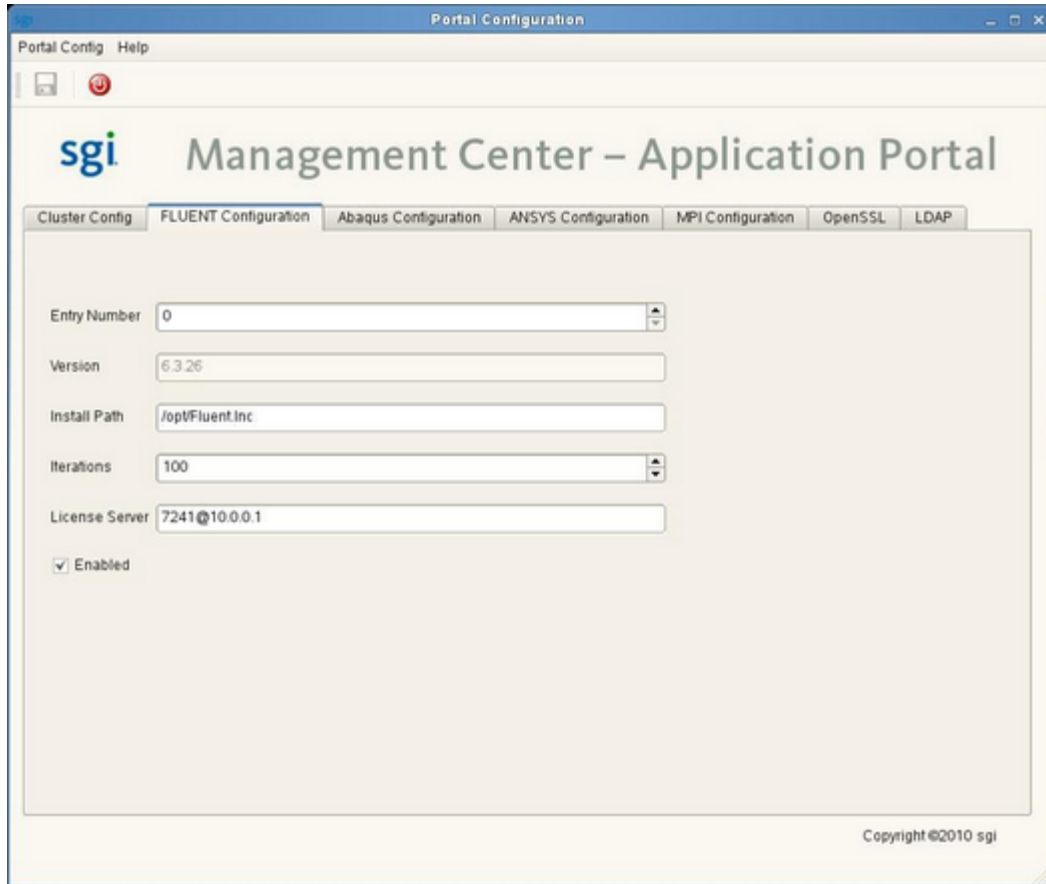 sgi Portal Configuration
Portal Config Help
sgi Management Center – Application Portal
Cluster Config FLUENT Configuration Abaqus Configuration ANSYS Configuration MPI Configuration OpenSSL LDAP
Entry Number 0
Version 6.3.26
Install Path /opt/Fluent.Inc
Iterations 100
License Server 7241@10.0.0.1
Enabled
Copyright ©2010 sgi